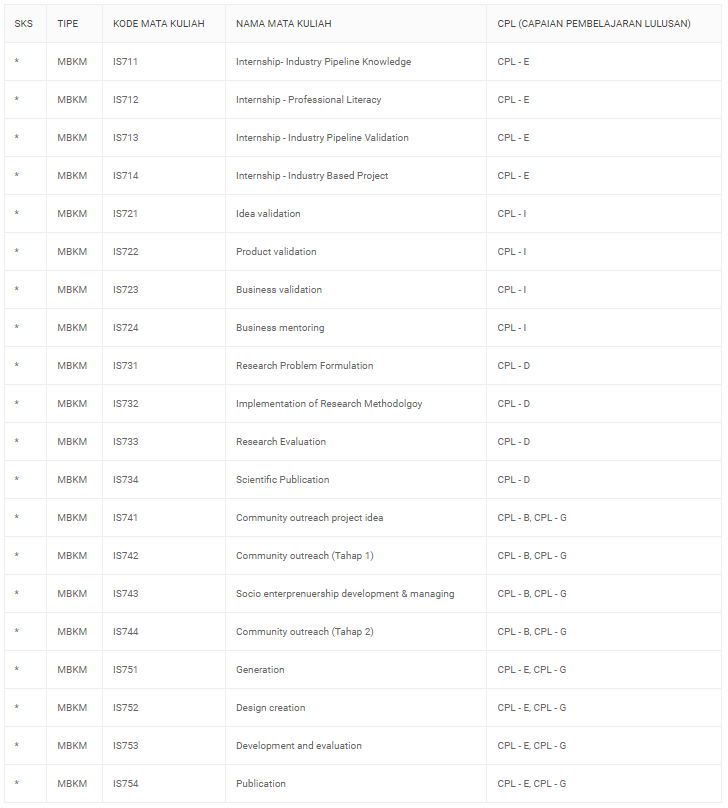 SKS TIPE KODE MATA KULIAH NAMA MATA KULIAH CPL (CAPAIAN PEMBELAJARAN LULUSAN)
* MBKM IS711 Internship- Industry Pipeline Knowledge CPL - E
* MBKM IS712 Internship - Professional Literacy CPL - E
* MBKM IS713 Internship - Industry Pipeline Validation CPL - E
* MBKM IS714 Internship - Industry Based Project CPL - E
* MBKM IS721 Idea validation CPL - I
* MBKM IS722 Product validation CPL - I
* MBKM IS723 Business validation CPL - I
* MBKM IS724 Business mentoring CPL - I
* MBKM IS731 Research Problem Formulation CPL - D
* MBKM IS732 Implementation of Research Methodolgoy CPL - D
* MBKM IS733 Research Evaluation CPL - D
* MBKM IS734 Scientific Publication CPL - D
* MBKM IS741 Community outreach project idea CPL - B, CPL - G
* MBKM IS742 Community outreach (Tahap 1) CPL - B, CPL - G
* MBKM IS743 Socio enterprenuership development & managing CPL - B, CPL - G
* MBKM IS744 Community outreach (Tahap 2) CPL - B, CPL - G
* MBKM IS751 Generation CPL - E, CPL - G
* MBKM IS752 Design creation CPL - E, CPL - G
* MBKM IS753 Development and evaluation CPL - E, CPL - G
* MBKM IS754 Publication CPL - E, CPL - G